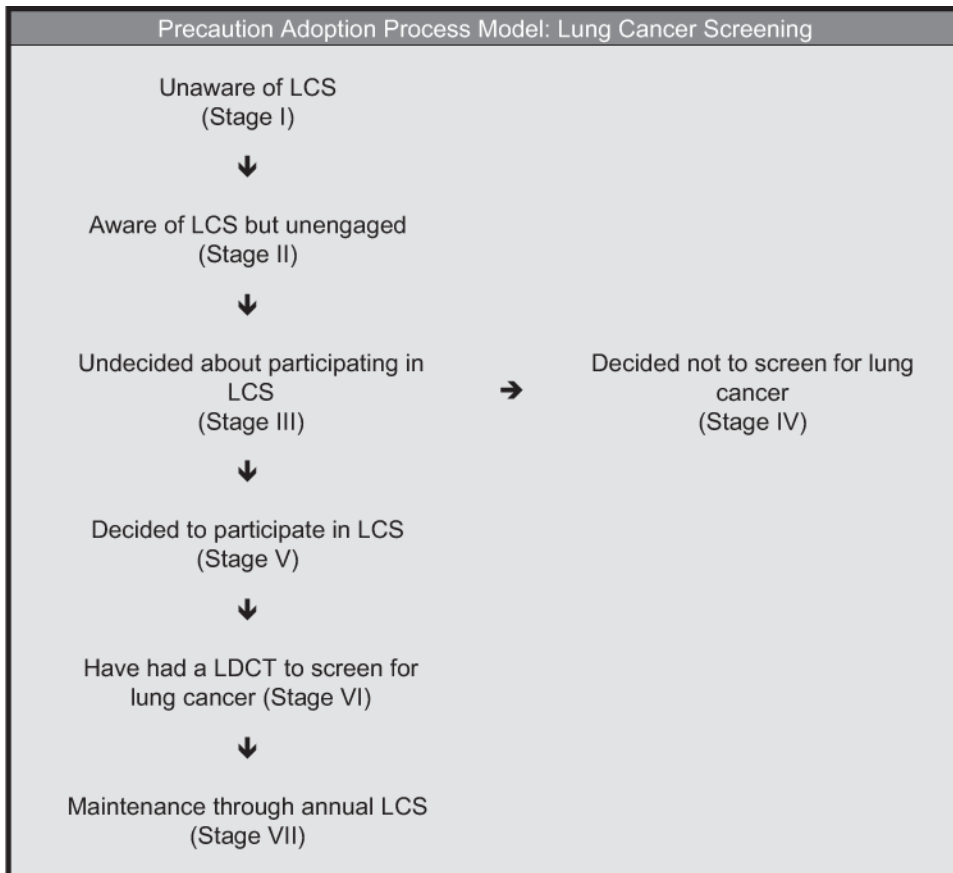 Precaution Adoption Process Model: Lung Cancer Screening
Unaware of LCS
(Stage I)
Aware of LCS but unengaged
(Stage II)
Undecided about participating in
LCS
(Stage III)
Decided not to screen for lung
cancer
(Stage IV)
Decided to participate in LCS
(Stage V)
Have had a LDCT to screen for
lung cancer (Stage VI)
Maintenance through annual LCS
(Stage VII)